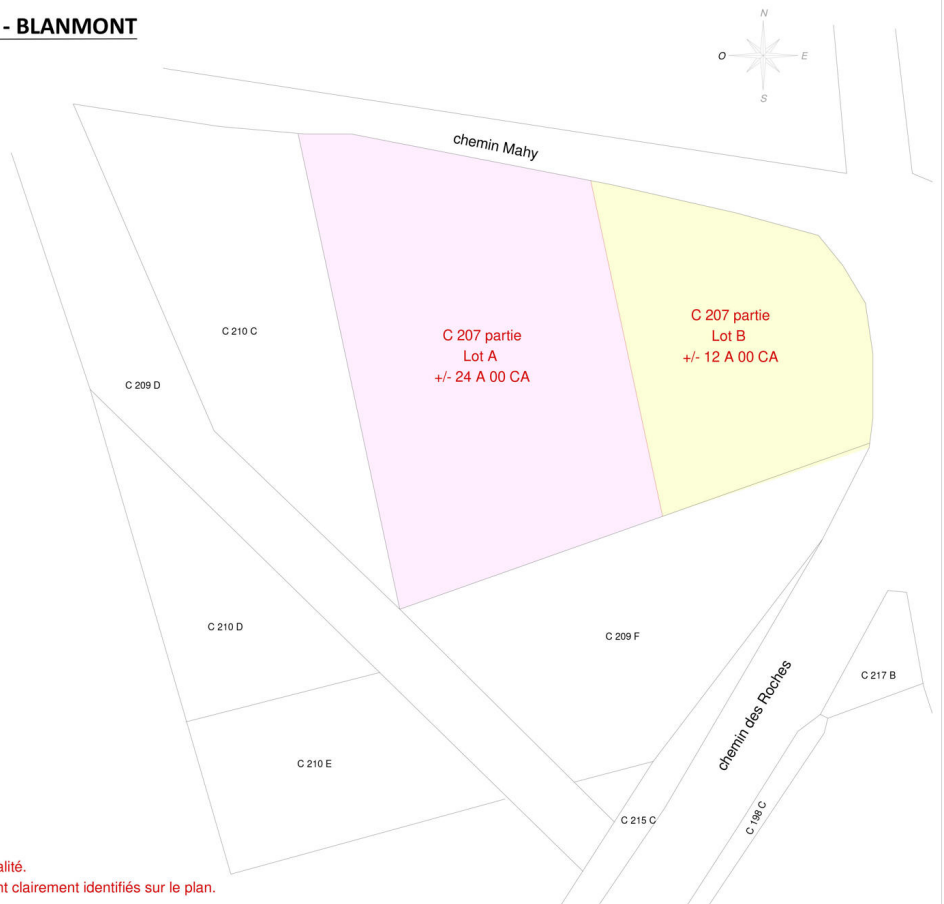 - BLANMONT
N
O
E
S
chemin Mahy
C 207 partie
Lot B
+/- 12 A 00 CA
C 210 C
C 207 partie
Lot A
+/- 24 A 00 CA
C 209 D
C 210 D
C 209 F
chemin des Roches
C 217 B
C 210 E
C 215 C
C 198 C
alité.
nt clairement identifiés sur le plan.